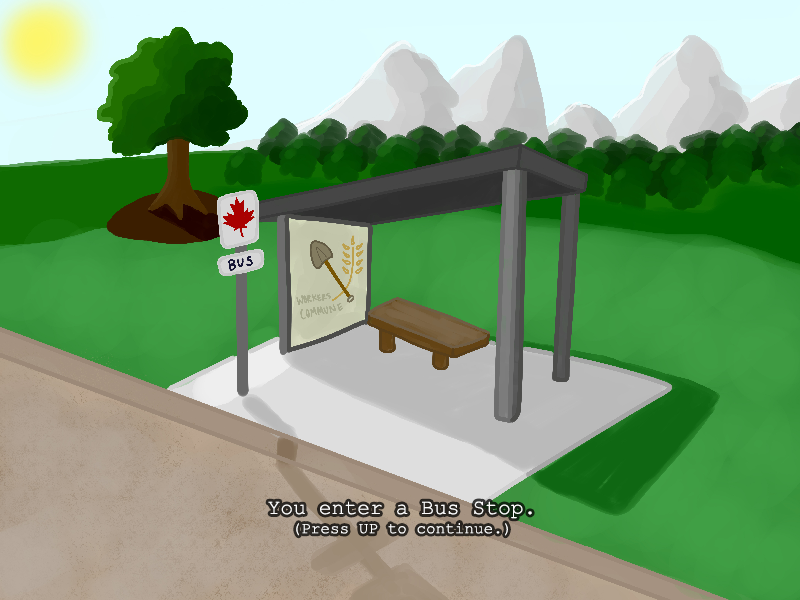 BUS
WORKERS
COMMUNE
You enter a Bus Stop.
(Press UP to continue.)